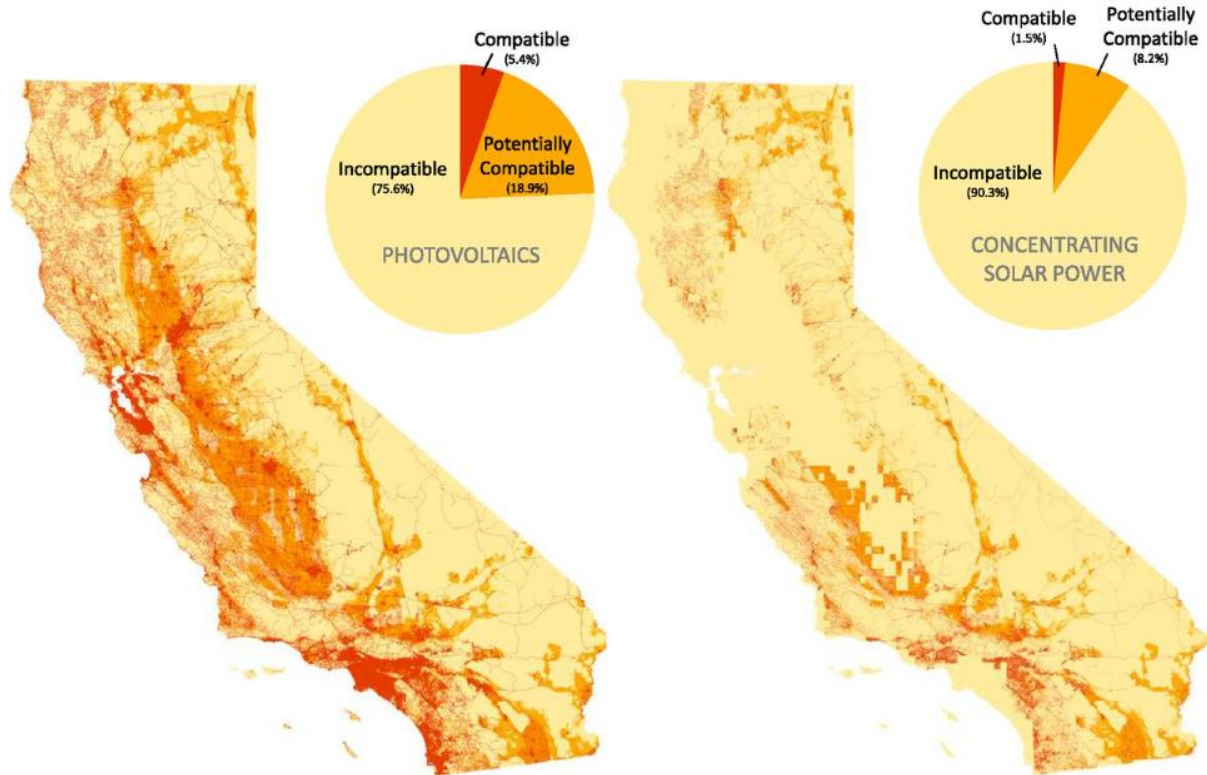 Compatible
(5.4%)
Potentially
Compatible
(18.9%)
Incompatible
(75.6%)
PHOTOVOLTAICS
Compatible
(1.5%)
Potentially
Compatible
(8.2%)
Incompatible
(90.3%)
CONCENTRATING
SOLAR POWER